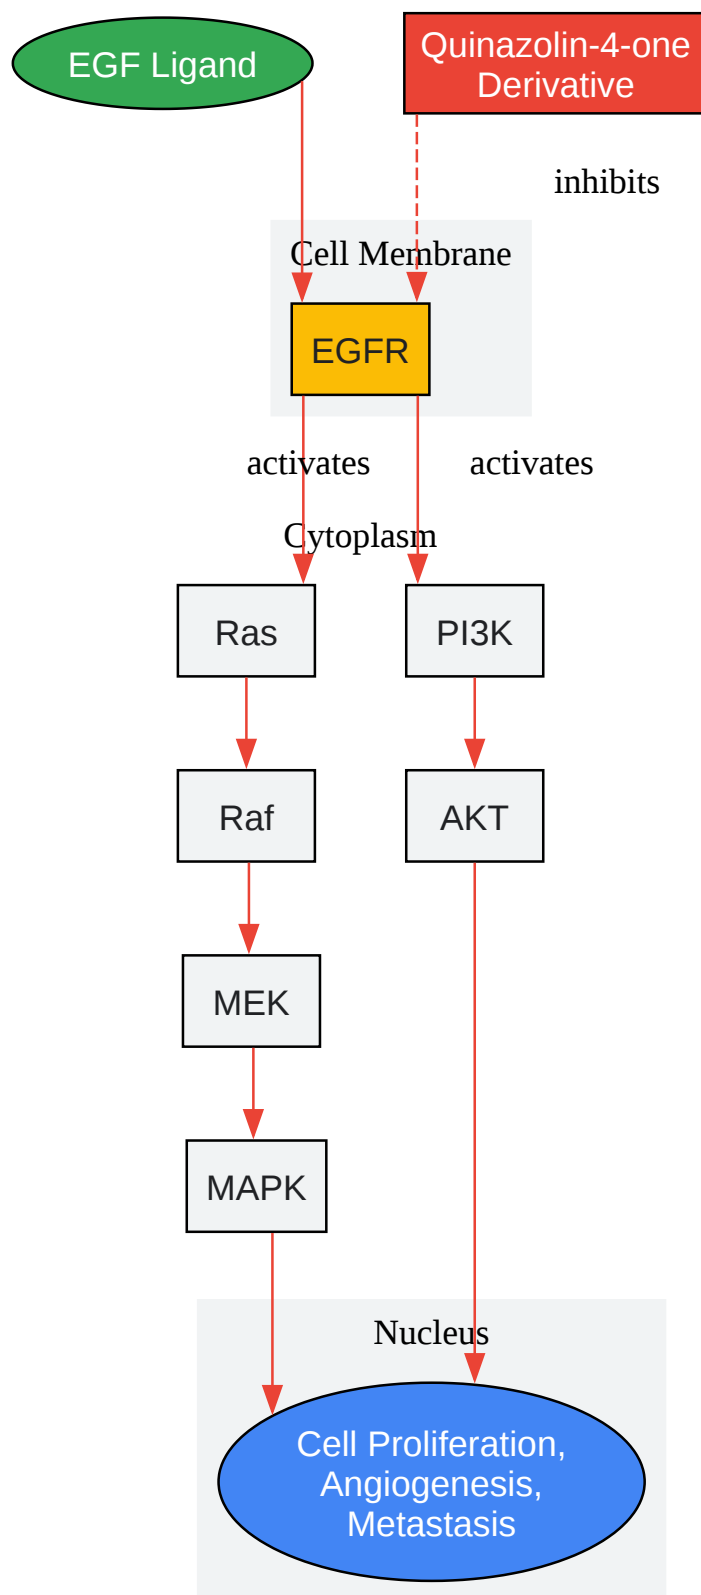 EGF Ligand
Quinazolin-4-one
Derivative
inhibits
Cell Membrane
EGFR
activates
activates
Cytoplasm
Ras
PI3K
Raf
AKT
MEK
MAPK
Nucleus
Cell Proliferation,
Angiogenesis,
Metastasis